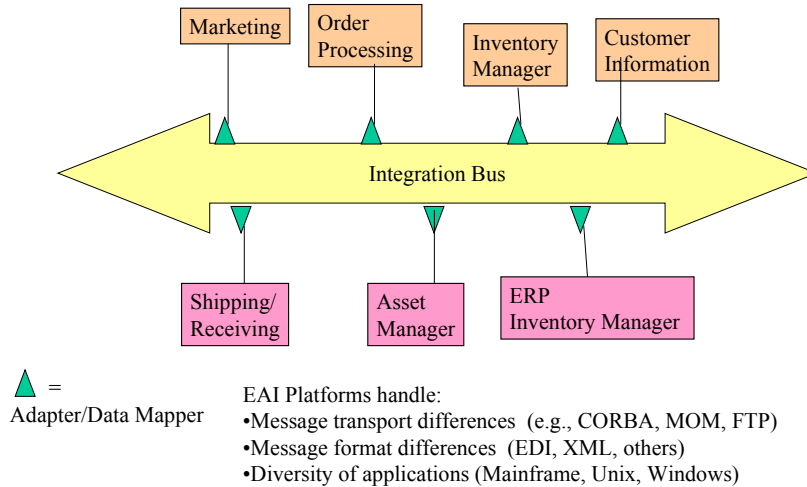 Marketing
Order
Processing
Inventory
Manager
Customer
Information
Integration Bus
Shipping/
Receiving
Asset
Manager
ERP
Inventory Manager
=
Adapter/Data Mapper
EAI Platforms handle:
•Message transport differences (e.g., CORBA, MOM, FTP)
•Message format differences (EDI, XML, others)
•Diversity of applications (Mainframe, Unix, Windows)